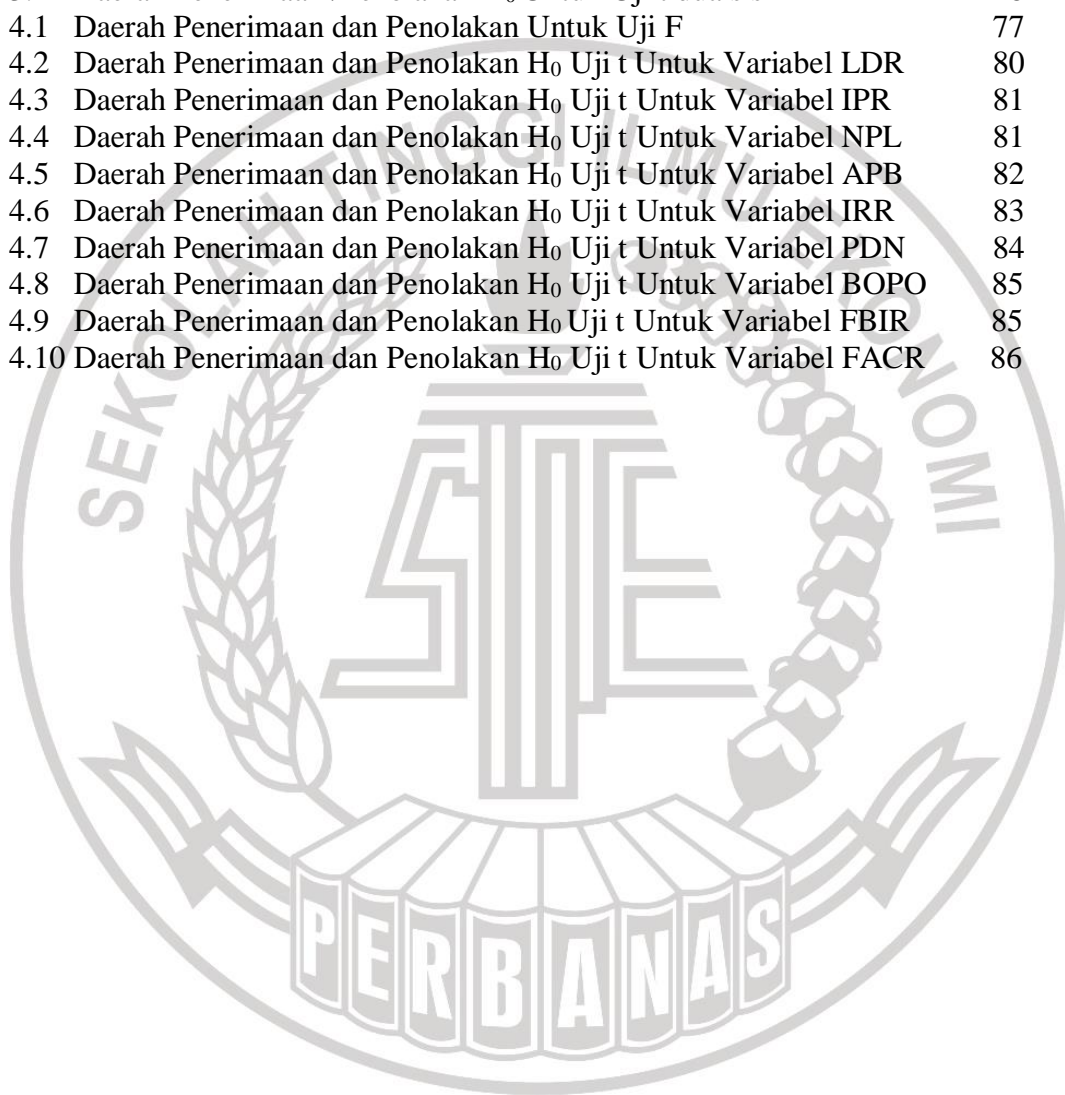 4.1 Daerah Penerimaan dan Penolakan Untuk Uji F 77
4.2 Daerah Penerimaan dan Penolakan H₀ Uji t Untuk Variabel LDR 80
4.3 Daerah Penerimaan dan Penolakan H₀ Uji t Untuk Variabel IPR 81
4.4 Daerah Penerimaan dan Penolakan H₀ Uji t Untuk Variabel NPL 81
4.5 Daerah Penerimaan dan Penolakan H₀ Uji t Untuk Variabel APB 82
4.6 Daerah Penerimaan dan Penolakan H₀ Uji t Untuk Variabel IRR 83
4.7 Daerah Penerimaan dan Penolakan H₀ Uji t Untuk Variabel PDN 84
4.8 Daerah Penerimaan dan Penolakan H₀ Uji t Untuk Variabel BOPO 85
4.9 Daerah Penerimaan dan Penolakan H₀ Uji t Untuk Variabel FBIR 85
4.10 Daerah Penerimaan dan Penolakan H₀ Uji t Untuk Variabel FACR 86
SEKOLAH TINGGI ILMU EKONOMI
STIE
PERBANAS